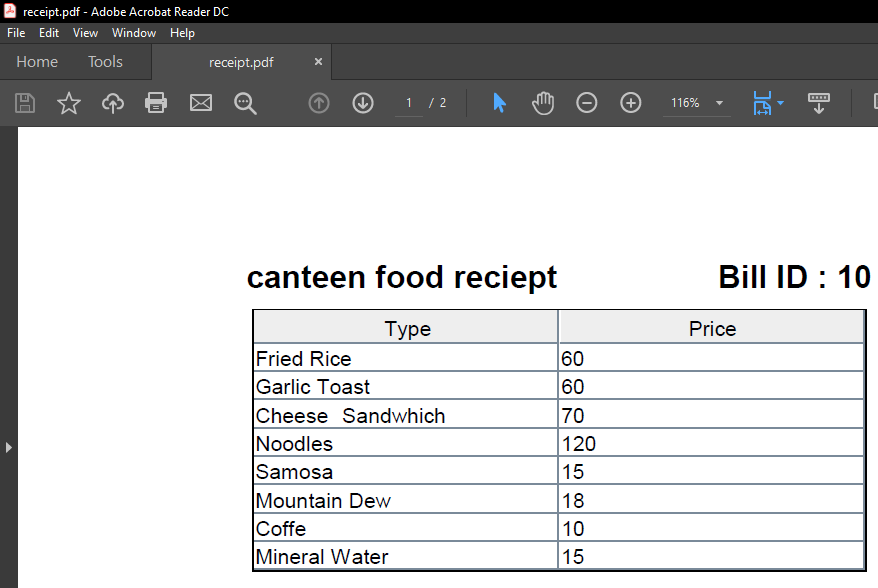 receipt.pdf - Adobe Acrobat Reader DC
File Edit View Window Help
Home Tools receipt.pdf ×
1 / 2 116%
canteen food reciept Bill ID : 10
Type Price
Fried Rice 60
Garlic Toast 60
Cheese Sandwhich 70
Noodles 120
Samosa 15
Mountain Dew 18
Coffe 10
Mineral Water 15